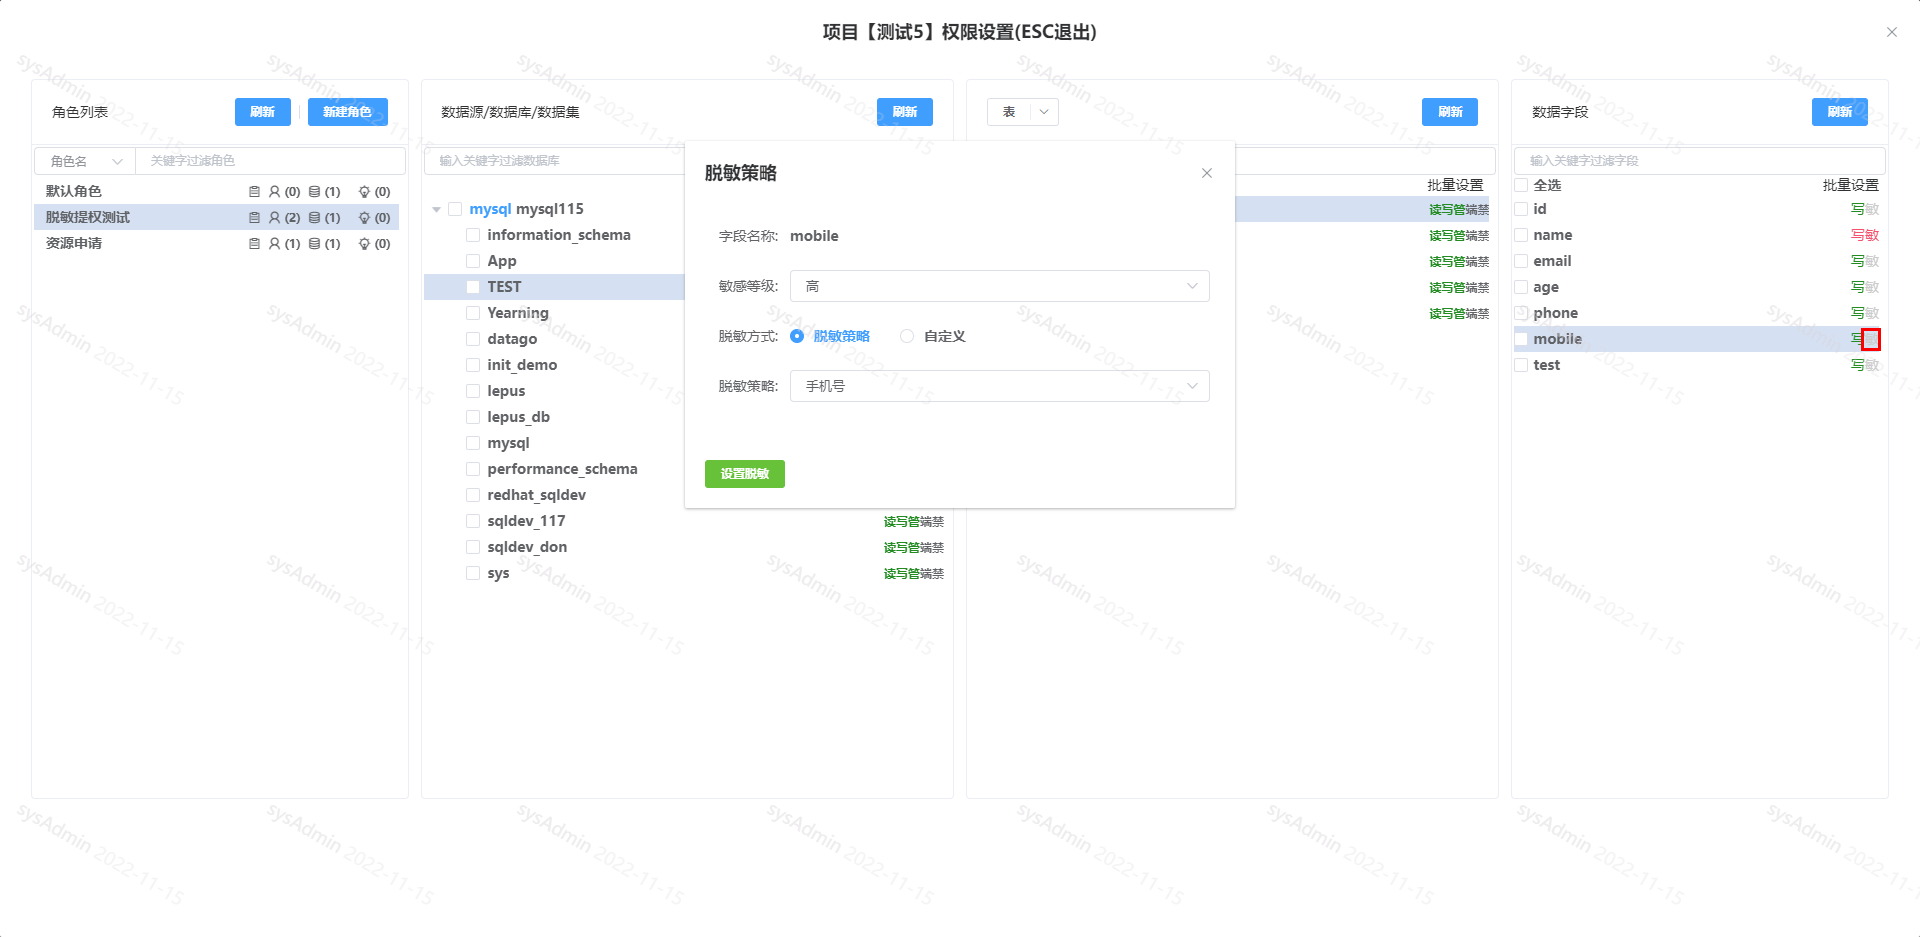 项目【测试5】权限设置(ESC退出)
角色列表
刷新
新建角色
角色名
关键字过滤角色
默认角色 (0) (1) (0)
脱敏提权测试 (2) (1) (0)
资源申请 (1) (1) (0)
数据源/数据库/数据集
刷新
输入关键字过滤数据库
mysql mysql115
information_schema
App
TEST
Yearning
datago
init_demo
lepus
lepus_db
mysql
performance_schema
redhat_sqldev
sqldev_117 读写管端禁
sqldev_don 读写管端禁
sys 读写管端禁
表
刷新
批量设置
读写管端禁
读写管端禁
读写管端禁
读写管端禁
读写管端禁
脱敏策略
字段名称: mobile
敏感等级: 高
脱敏方式: 脱敏策略 自定义
脱敏策略: 手机号
设置脱敏
数据字段
刷新
输入关键字过滤字段
全选 批量设置
id 写敏
name 写敏
email 写敏
age 写敏
phone 写敏
mobile 写敏
test 写敏
sysAdmin 2022-11-15